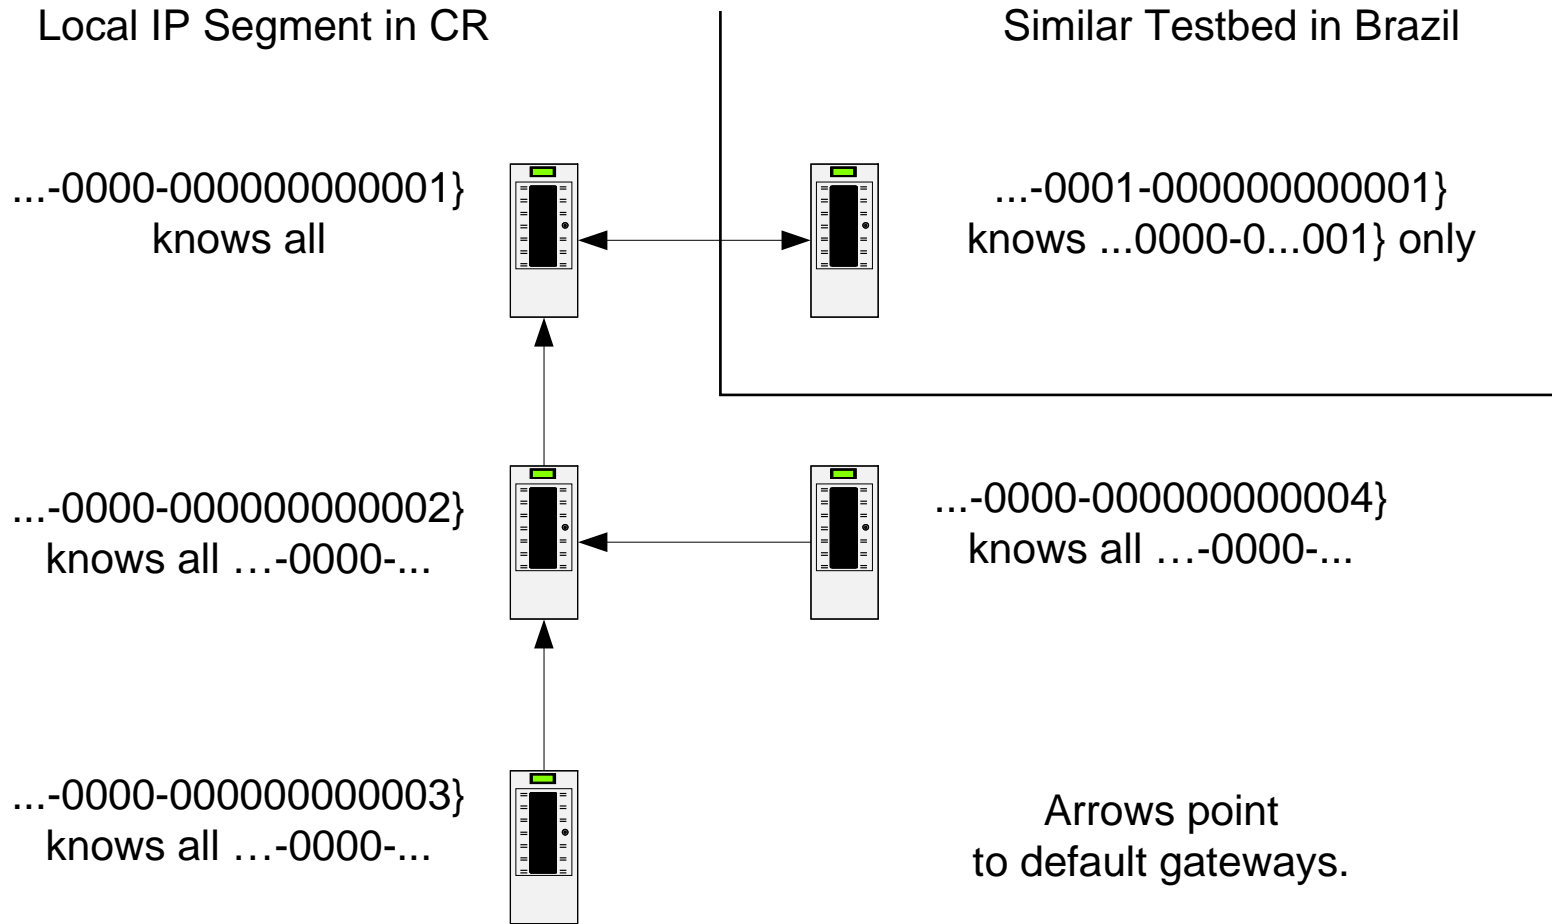 Local IP Segment in CR
Similar Testbed in Brazil
...-0000-000000000001}
knows all
...-0001-000000000001}
knows ...0000-0...001} only
...-0000-000000000002}
knows all …-0000-...
...-0000-000000000004}
knows all …-0000-...
...-0000-000000000003}
knows all …-0000-...
Arrows point
to default gateways.